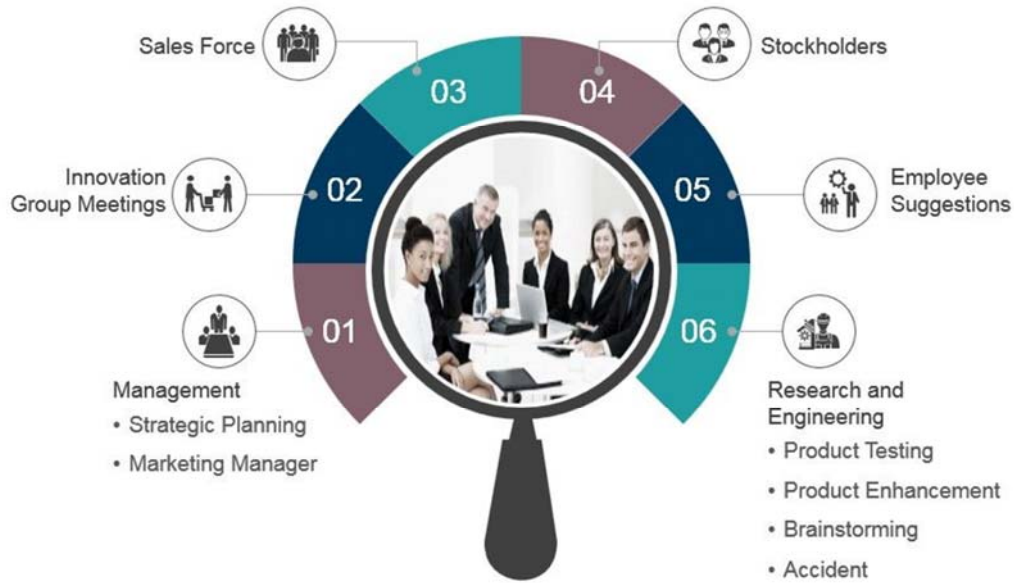 Sales Force
03
04
Stockholders
Innovation
Group Meetings
02
05
Employee
Suggestions
01
06
Management
• Strategic Planning
• Marketing Manager
Research and
Engineering
• Product Testing
• Product Enhancement
• Brainstorming
• Accident